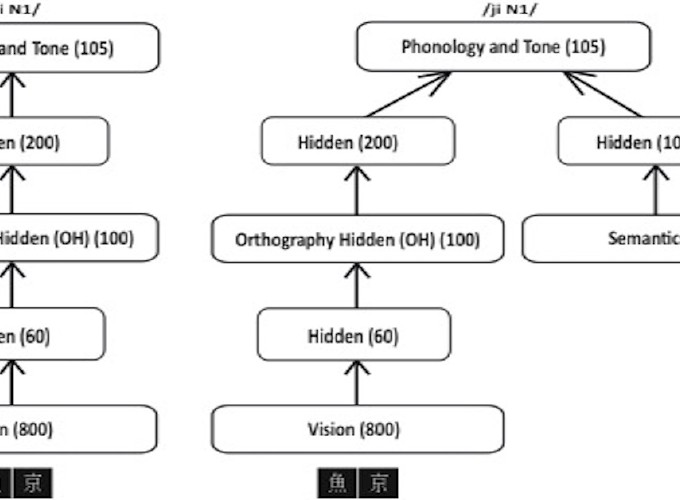 i N1/
and Tone (105)
en (200)
Hidden (OH) (100)
en (60)
n (800)
京
/ji N1/
Phonology and Tone (105)
Hidden (200)
Orthography Hidden (OH) (100)
Hidden (60)
Vision (800)
魚 京
Hidden (10
Semantic